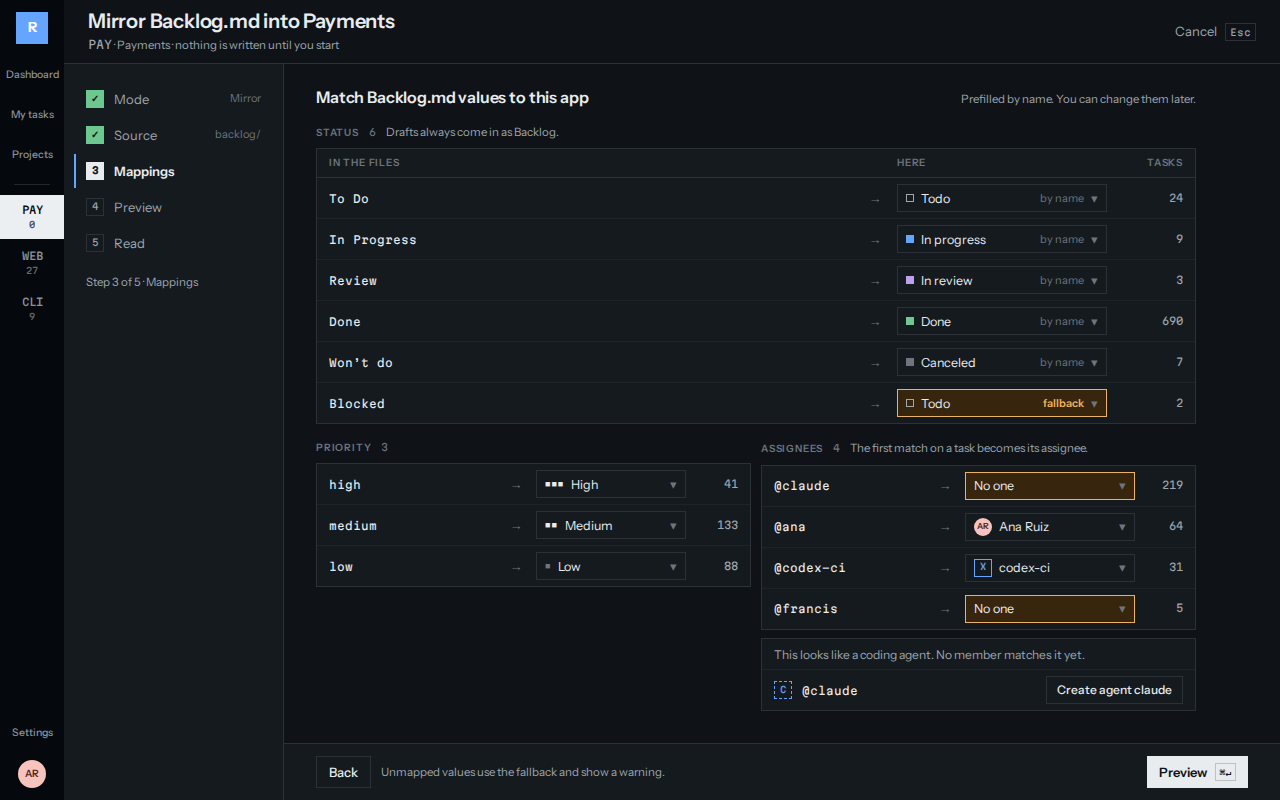 R
Mirror Backlog.md into Payments
PAY · Payments · nothing is written until you start
Cancel Esc
Dashboard
My tasks
Projects
PAY
0
WEB
27
CLI
9
Settings
AR
✓ Mode Mirror
✓ Source backlog/
3 Mappings
4 Preview
5 Read
Step 3 of 5 · Mappings
Match Backlog.md values to this app
Prefilled by name. You can change them later.
STATUS 6 Drafts always come in as Backlog.
IN THE FILES HERE TASKS
To Do → Todo by name ▾ 24
In Progress → In progress by name ▾ 9
Review → In review by name ▾ 3
Done → Done by name ▾ 690
Won't do → Canceled by name ▾ 7
Blocked → Todo fallback ▾ 2
PRIORITY 3
high → High ▾ 41
medium → Medium ▾ 133
low → Low ▾ 88
ASSIGNEES 4 The first match on a task becomes its assignee.
@claude → No one ▾ 219
@ana → AR Ana Ruiz ▾ 64
@codex-ci → X codex-ci ▾ 31
@francis → No one ▾ 5
This looks like a coding agent. No member matches it yet.
C @claude Create agent claude
Back Unmapped values use the fallback and show a warning.
Preview ⌘↵